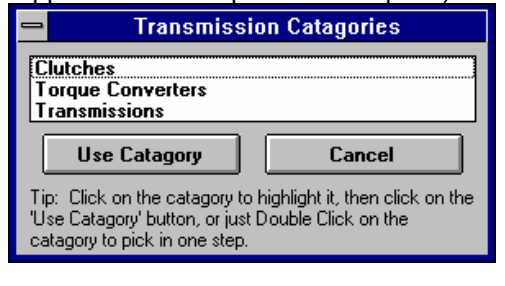 Transmission Catagories
Clutches
Torque Converters
Transmissions
Use Catagory Cancel
Tip: Click on the catagory to highlight it, then click on the
'Use Catagory' button, or just Double Click on the
catagory to pick in one step.